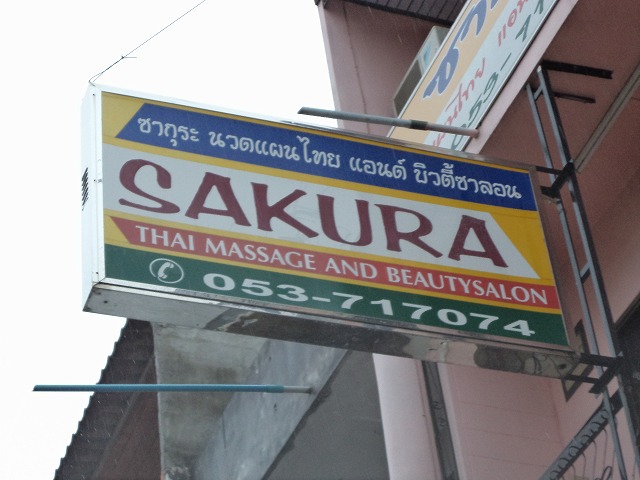 ซากุระ นวดแผนไทย แอนด์ บิวตี้ซาลอน
SAKURA
THAI MASSAGE AND BEAUTYSALON
053-717074